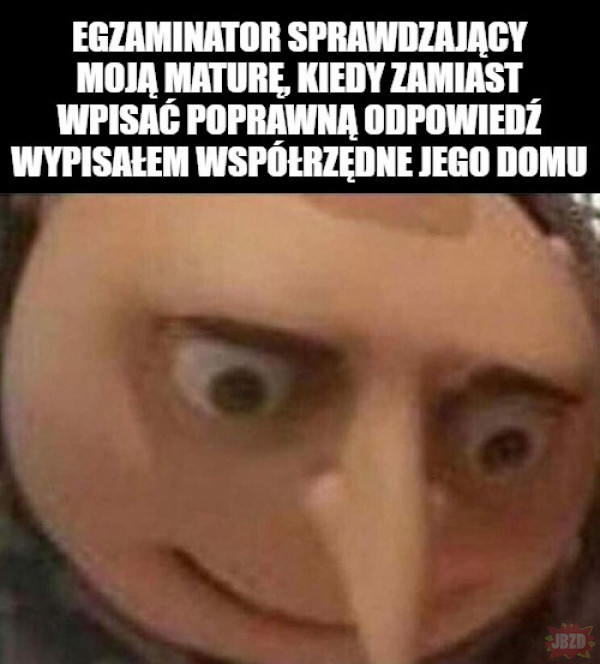 EGZAMINATOR SPRAWDZAJĄCY
MOJĄ MATURĘ, KIEDY ZAMIAST
WPISAĆ POPRAWNĄ ODPOWIEDŹ
WYPISAŁEM WSPÓŁRZĘDNE JEGO DOMU
JBZD